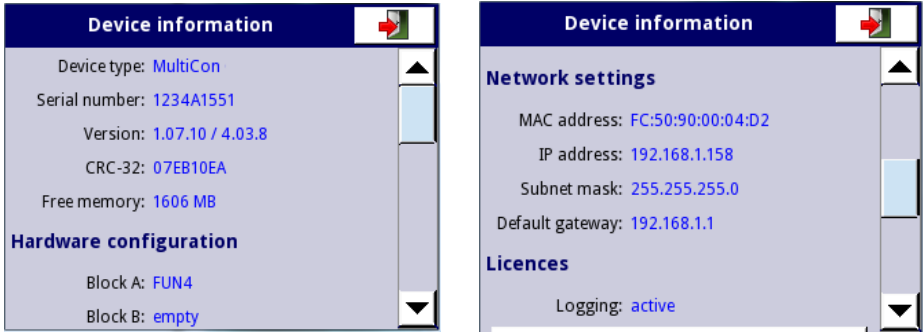 Device information
Device type: MultiCon
Serial number: 1234A1551
Version: 1.07.10 / 4.03.8
CRC-32: 07EB10EA
Free memory: 1606 MB
Hardware configuration
Block A: FUN4
Block B: empty
Device information
Network settings
MAC address: FC:50:90:00:04:D2
IP address: 192.168.1.158
Subnet mask: 255.255.255.0
Default gateway: 192.168.1.1
Licences
Logging: active